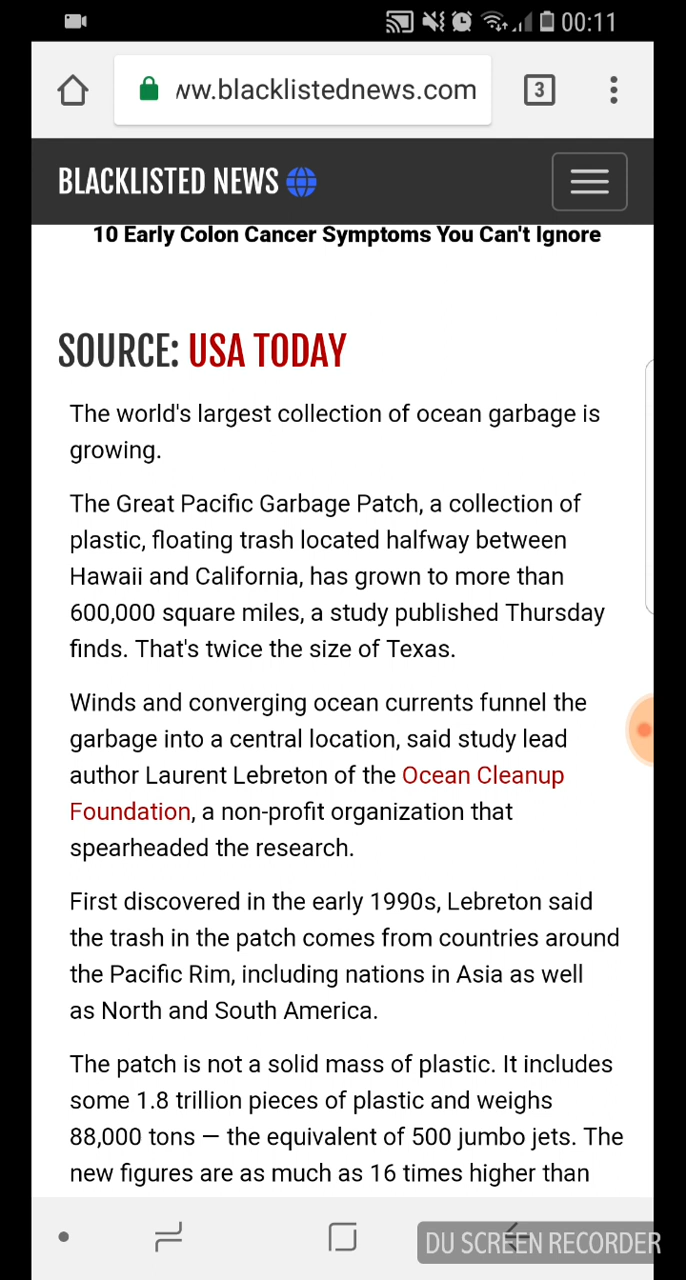 00:11
ww.blacklistednews.com
3
BLACKLISTED NEWS
10 Early Colon Cancer Symptoms You Can't Ignore
SOURCE: USA TODAY
The world's largest collection of ocean garbage is
growing.
The Great Pacific Garbage Patch, a collection of
plastic, floating trash located halfway between
Hawaii and California, has grown to more than
600,000 square miles, a study published Thursday
finds. That's twice the size of Texas.
Winds and converging ocean currents funnel the
garbage into a central location, said study lead
author Laurent Lebreton of the Ocean Cleanup
Foundation, a non-profit organization that
spearheaded the research.
First discovered in the early 1990s, Lebreton said
the trash in the patch comes from countries around
the Pacific Rim, including nations in Asia as well
as North and South America.
The patch is not a solid mass of plastic. It includes
some 1.8 trillion pieces of plastic and weighs
88,000 tons — the equivalent of 500 jumbo jets. The
new figures are as much as 16 times higher than
DU SCREEN RECORDER